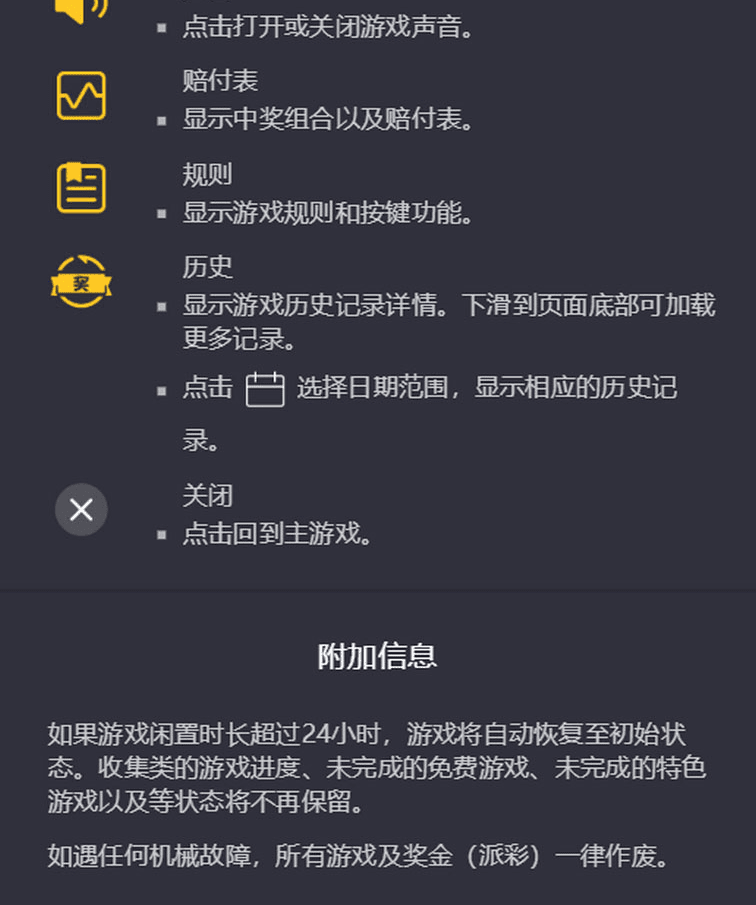 点击打开或关闭游戏声音。
赔付表
显示中奖组合以及赔付表。
规则
显示游戏规则和按键功能。
奖
历史
显示游戏历史记录详情。下滑到页面底部可加载
更多记录。
点击 选择日期范围，显示相应的历史记
录。
关闭
点击回到主游戏。
附加信息
如果游戏闲置时长超过24小时，游戏将自动恢复至初始状
态。收集类的游戏进度、未完成的免费游戏、未完成的特色
游戏以及等状态将不再保留。
如遇任何机械故障，所有游戏及奖金（派彩）一律作废。